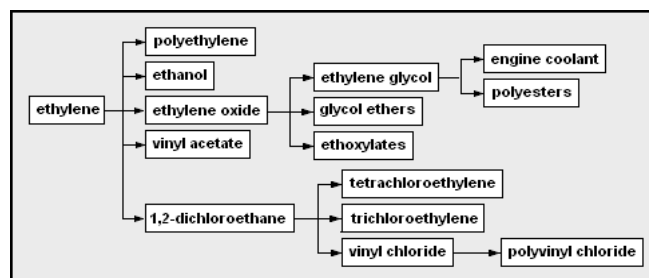 polyethylene
engine coolant
ethanol
ethylene glycol
polyesters
ethylene
ethylene oxide
glycol ethers
vinyl acetate
ethoxylates
tetrachloroethylene
1,2-dichloroethane
trichloroethylene
vinyl chloride
polyvinyl chloride